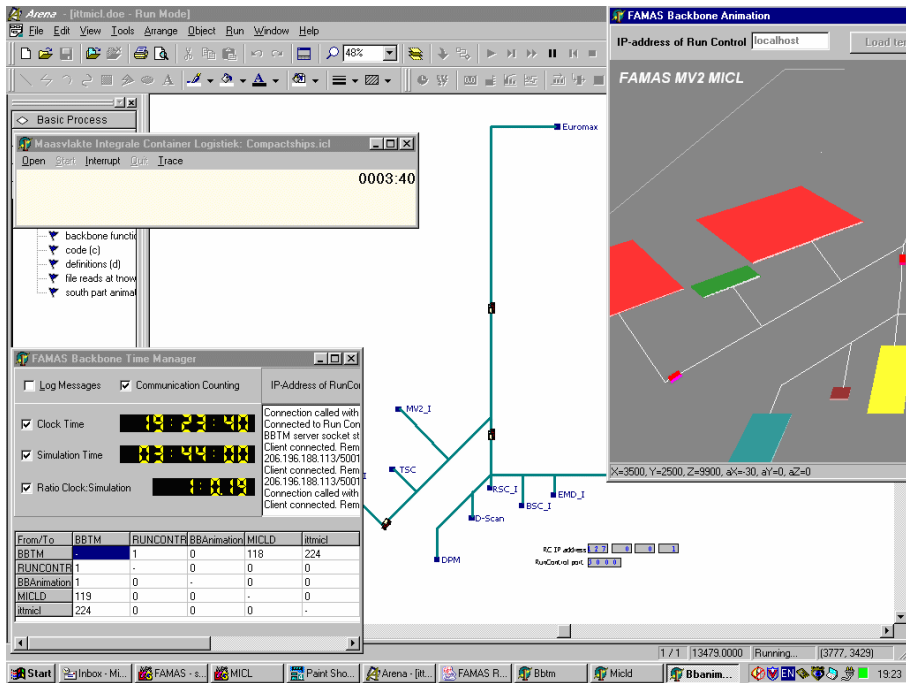 Arena - [ittmicl.doe - Run Mode]
File Edit View Tools Arrange Object Run Window Help
48%
Basic Process
Maasvlakte Integrale Container Logistiek: Compactships.icl
Open Start Interrupt Quit Trace
0003:40
backbone functio
code (c)
definitions (d)
file reads at tnow
south part animat
FAMAS Backbone Time Manager
Log Messages Communication Counting IP-Address of RunCor
Clock Time 19:23:40
Simulation Time 03:44:00
Ratio Clock:Simulation 1: 0.19
Connection called with
Connected to Run Con
BBTM server socket st
Client connected. Rem
206.196.188.113/5001
Client connected. Rem
206.196.188.113/5001
Connection called with
Client connected. Rem
From/To BBTM RUNCONTR BBAnimation MICLD ittmicl
BBTM - 1 0 118 224
RUNCONTR 1 - 0 0 0
BBAnimation 1 0 - 0 0
MICLD 119 0 0 - 0
ittmicl 224 0 0 0 -
Euromax
MV2_I
TSC
I
RSC_I
BSC_I
EMD_I
D-Scan
DPM
RC IP address 127 0 0 1
RunControl port 3000
FAMAS Backbone Animation
IP-address of Run Control localhost Load ter
FAMAS MV2 MICL
X=3500, Y=2500, Z=9900, aX=-30, aY=0, aZ=0
1 / 1 13479.0000 Running... (3777, 3429)
Start Inbox - Mi... FAMAS - s... MICL Paint Sho... Arena - [itt... FAMAS R... Bbtm Micld Bbanim... EN 19:23